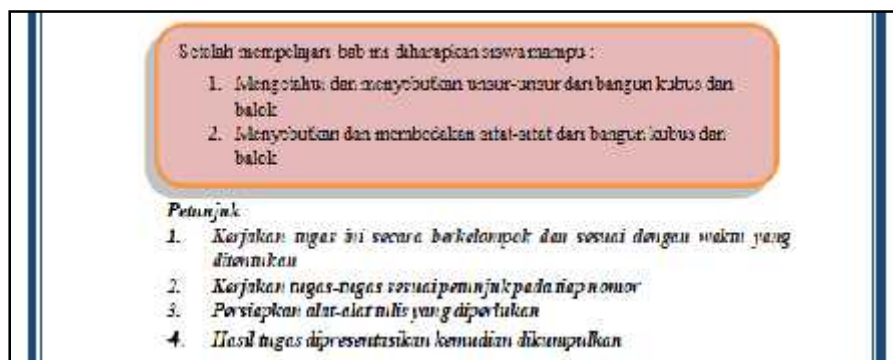 Setelah mempelajari bab ini diharapkan siswa mampu :
1. Mengetahui dan menyebutkan unsur-unsur dari bangun kubus dan
balok
2. Menyebutkan dan membedakan sifat-sifat dari bangun kubus dan
balok
Petunjuk
1. Kerjakan tugas ini secara berkelompok dan sesuai dengan waktu yang
ditentukan
2. Kerjakan tugas-tugas sesuai petunjuk pada tiap nomor
3. Persiapkan alat-alat tulis yang diperlukan
4. Hasil tugas dipresentasikan kemudian dikumpulkan